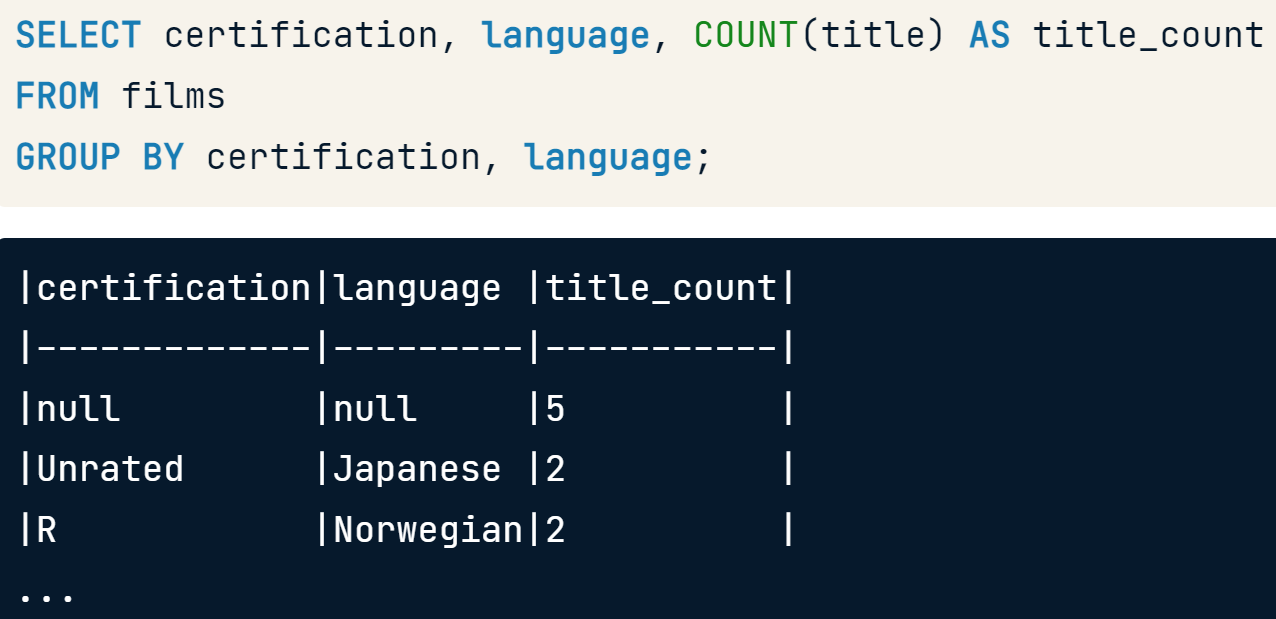 SELECT certification, language, COUNT(title) AS title_count
FROM films
GROUP BY certification, language;
|certification|language |title_count|
|-------------|---------|-----------|
|null         |null     |5          |
|Unrated      |Japanese |2          |
|R            |Norwegian|2          |
...